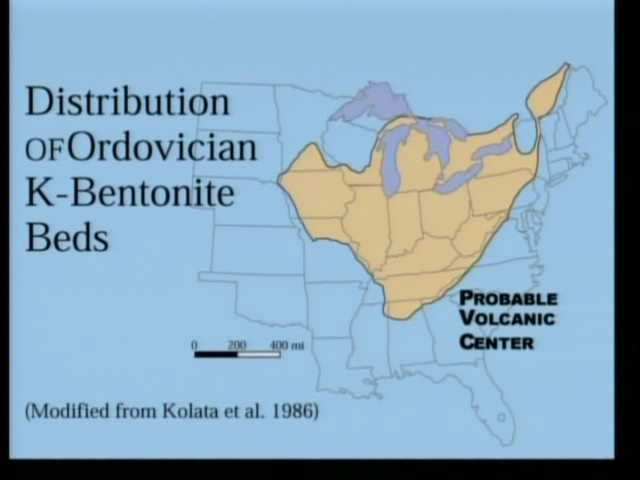 Distribution
OF Ordovician
K-Bentonite
Beds
PROBABLE
VOLCANIC
CENTER
0 200 400 mi
(Modified from Kolata et al. 1986)